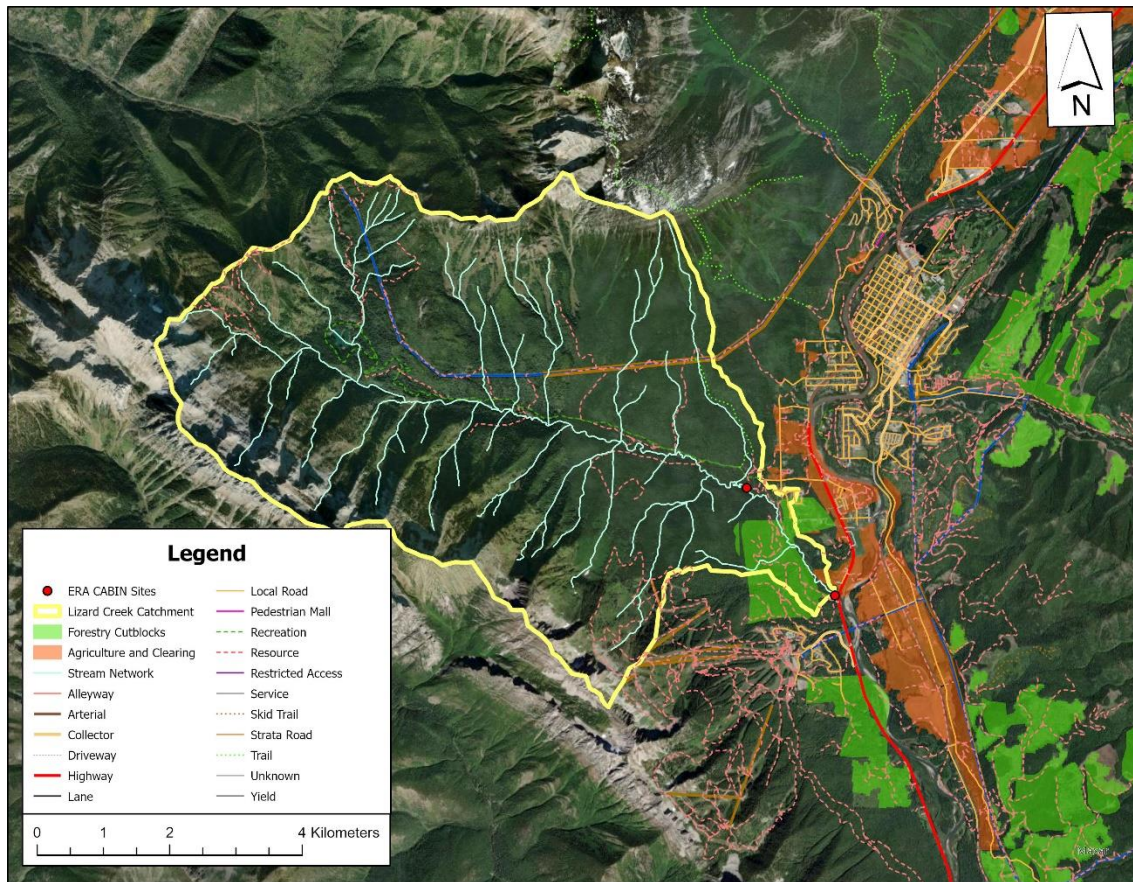 N
Legend
ERA CABIN Sites
Lizard Creek Catchment
Forestry Cutblocks
Agriculture and Clearing
Stream Network
Alleyway
Arterial
Collector
Driveway
Highway
Lane
Local Road
Pedestrian Mall
Recreation
Resource
Restricted Access
Service
Skid Trail
Strata Road
Trail
Unknown
Yield
0 1 2 4 Kilometers
Maxar